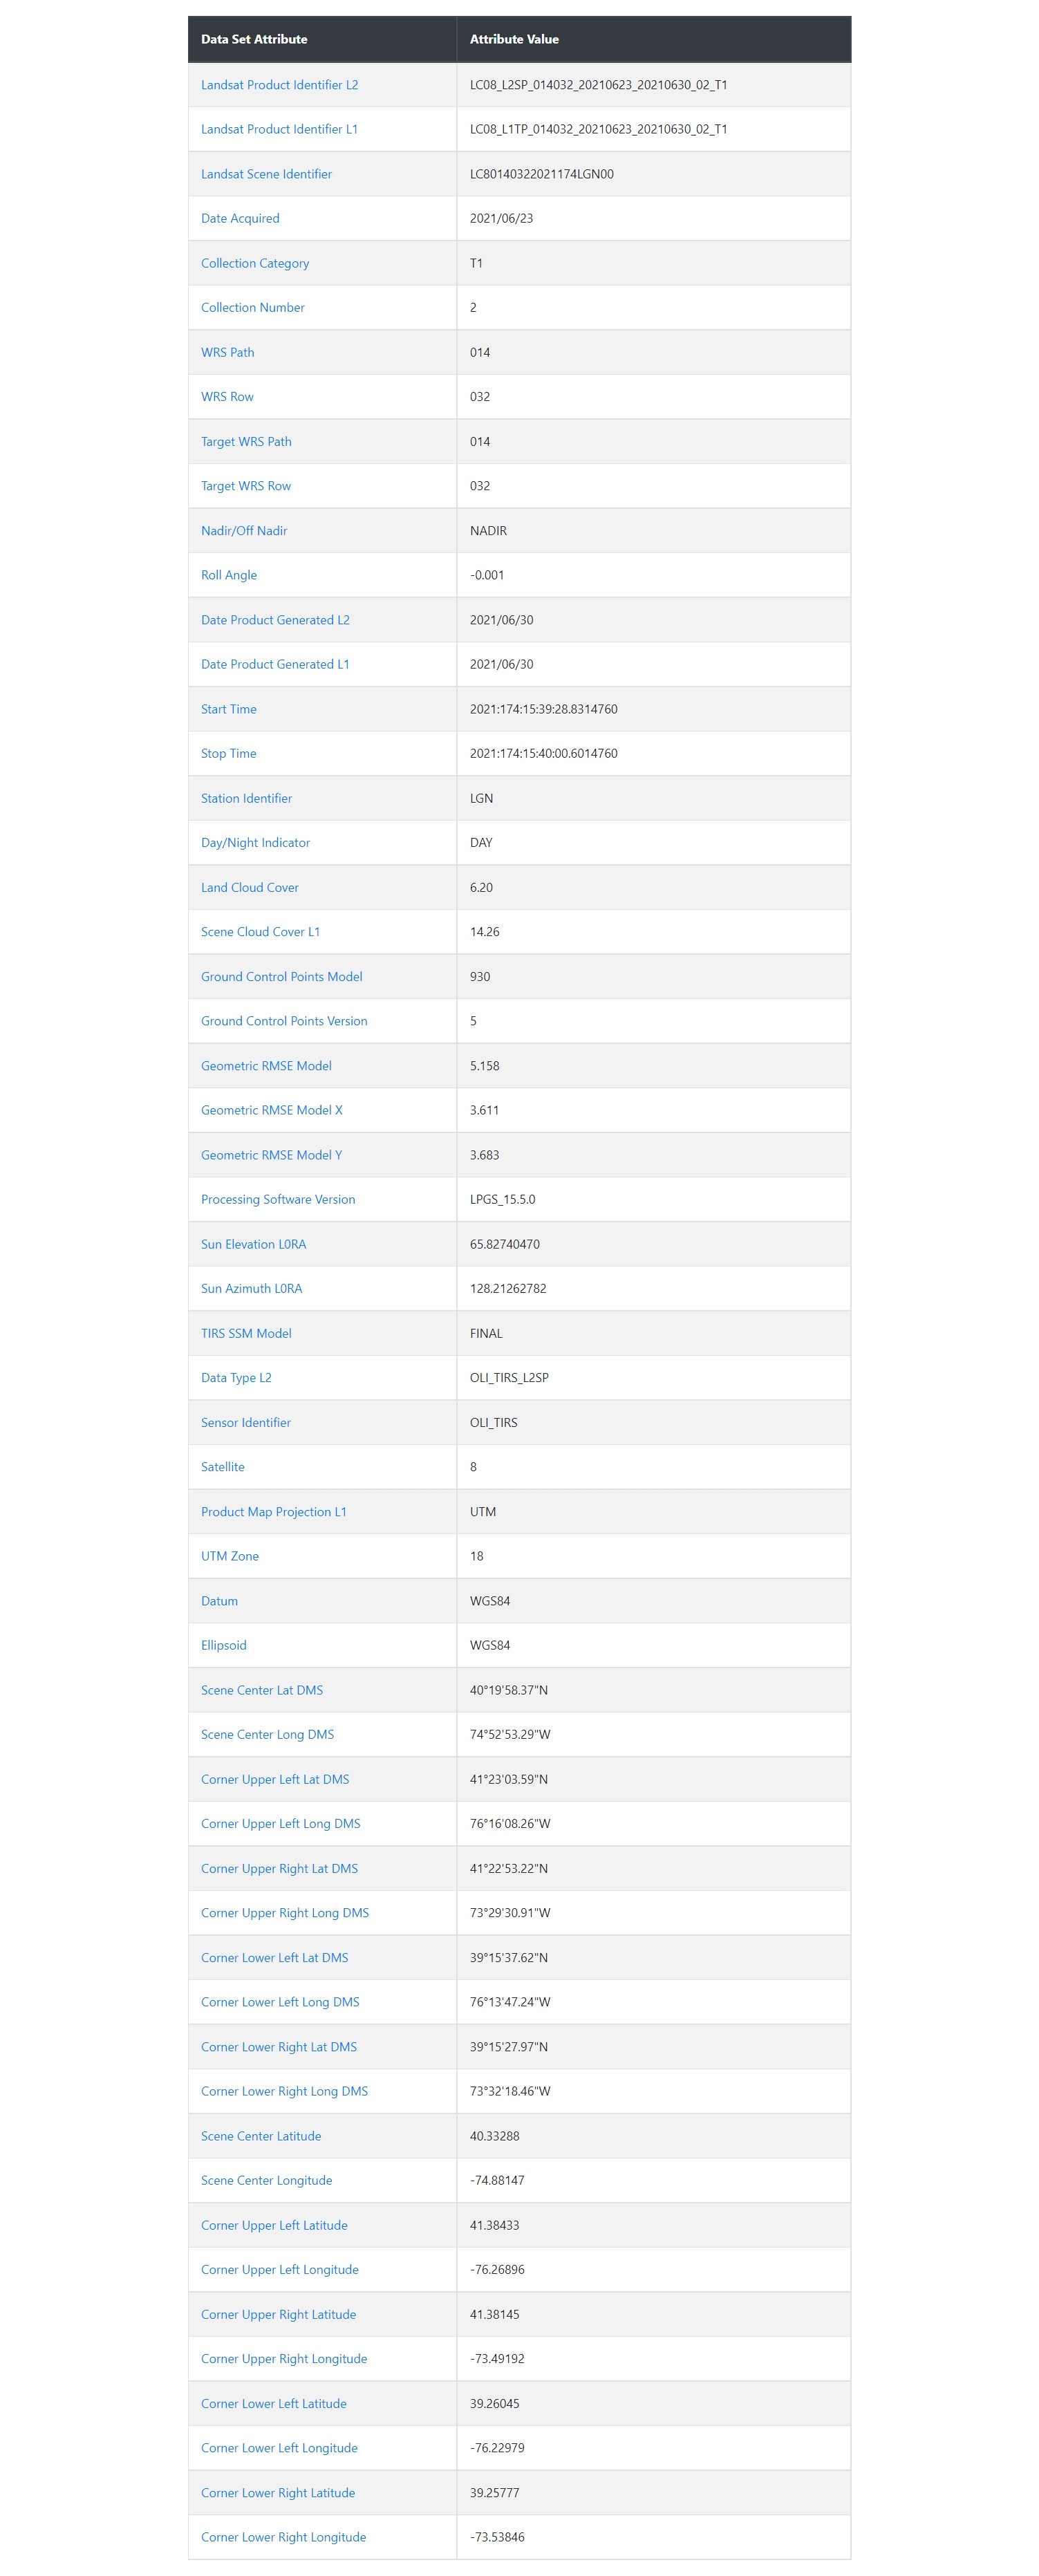 Data Set Attribute Attribute Value
Landsat Product Identifier L2 LC08_L2SP_014032_20210623_20210630_02_T1
Landsat Product Identifier L1 LC08_L1TP_014032_20210623_20210630_02_T1
Landsat Scene Identifier LC80140322021174LGN00
Date Acquired 2021/06/23
Collection Category T1
Collection Number 2
WRS Path 014
WRS Row 032
Target WRS Path 014
Target WRS Row 032
Nadir/Off Nadir NADIR
Roll Angle -0.001
Date Product Generated L2 2021/06/30
Date Product Generated L1 2021/06/30
Start Time 2021:174:15:39:28.8314760
Stop Time 2021:174:15:40:00.6014760
Station Identifier LGN
Day/Night Indicator DAY
Land Cloud Cover 6.20
Scene Cloud Cover L1 14.26
Ground Control Points Model 930
Ground Control Points Version 5
Geometric RMSE Model 5.158
Geometric RMSE Model X 3.611
Geometric RMSE Model Y 3.683
Processing Software Version LPGS_15.5.0
Sun Elevation L0RA 65.82740470
Sun Azimuth L0RA 128.21262782
TIRS SSM Model FINAL
Data Type L2 OLI_TIRS_L2SP
Sensor Identifier OLI_TIRS
Satellite 8
Product Map Projection L1 UTM
UTM Zone 18
Datum WGS84
Ellipsoid WGS84
Scene Center Lat DMS 40°19'58.37"N
Scene Center Long DMS 74°52'53.29"W
Corner Upper Left Lat DMS 41°23'03.59"N
Corner Upper Left Long DMS 76°16'08.26"W
Corner Upper Right Lat DMS 41°22'53.22"N
Corner Upper Right Long DMS 73°29'30.91"W
Corner Lower Left Lat DMS 39°15'37.62"N
Corner Lower Left Long DMS 76°13'47.24"W
Corner Lower Right Lat DMS 39°15'27.97"N
Corner Lower Right Long DMS 73°32'18.46"W
Scene Center Latitude 40.33288
Scene Center Longitude -74.88147
Corner Upper Left Latitude 41.38433
Corner Upper Left Longitude -76.26896
Corner Upper Right Latitude 41.38145
Corner Upper Right Longitude -73.49192
Corner Lower Left Latitude 39.26045
Corner Lower Left Longitude -76.22979
Corner Lower Right Latitude 39.25777
Corner Lower Right Longitude -73.53846